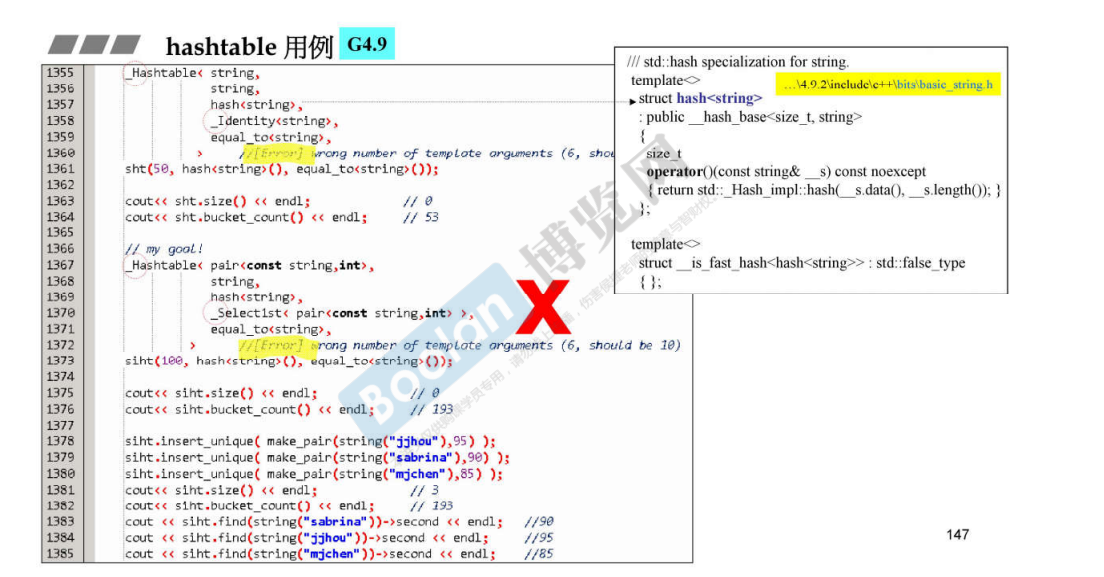 hashtable 用例 G4.9
1355 _Hashtable< string,
1356 string,
1357 hash<string>,
1358 _Identity<string>,
1359 equal_to<string>,
1360 > //[Error] wrong number of template arguments (6, shou
1361 sht(50, hash<string>(), equal_to<string>());
1362
1363 cout<< sht.size() << endl; // 0
1364 cout<< sht.bucket_count() << endl; // 53
1365
1366 // my goal!
1367 _Hashtable< pair<const string,int>,
1368 string,
1369 hash<string>,
1370 _Select1st< pair<const string,int> >,
1371 equal_to<string>,
1372 > //[Error] wrong number of template arguments (6, should be 10)
1373 siht(100, hash<string>(), equal_to<string>());
1374
1375 cout<< siht.size() << endl; // 0
1376 cout<< siht.bucket_count() << endl; // 193
1377
1378 siht.insert_unique( make_pair(string("jjhou"),95) );
1379 siht.insert_unique( make_pair(string("sabrina"),90) );
1380 siht.insert_unique( make_pair(string("mjchen"),85) );
1381 cout<< siht.size() << endl; // 3
1382 cout<< siht.bucket_count() << endl; // 193
1383 cout << siht.find(string("sabrina"))->second << endl; //90
1384 cout << siht.find(string("jjhou"))->second << endl; //95
1385 cout << siht.find(string("mjchen"))->second << endl; //85
/// std::hash specialization for string.
template<>
…\4.9.2\include\c++\bits\basic_string.h
struct hash<string>
: public __hash_base<size_t, string>
{
size_t
operator()(const string& __s) const noexcept
{ return std::_Hash_impl::hash(__s.data(), __s.length()); }
};
template<>
struct __is_fast_hash<hash<string>> : std::false_type
{ };
X
Boolan 博览网
147